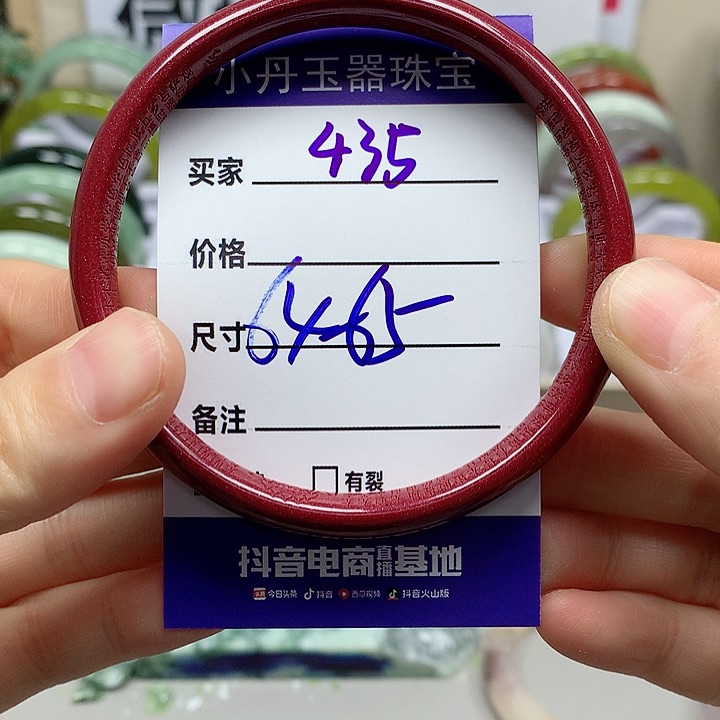 小丹玉器珠宝
买家 435
价格
尺寸 64-65
备注
有裂
抖音电商直播基地
今日头条 抖音 西瓜视频 抖音火山版